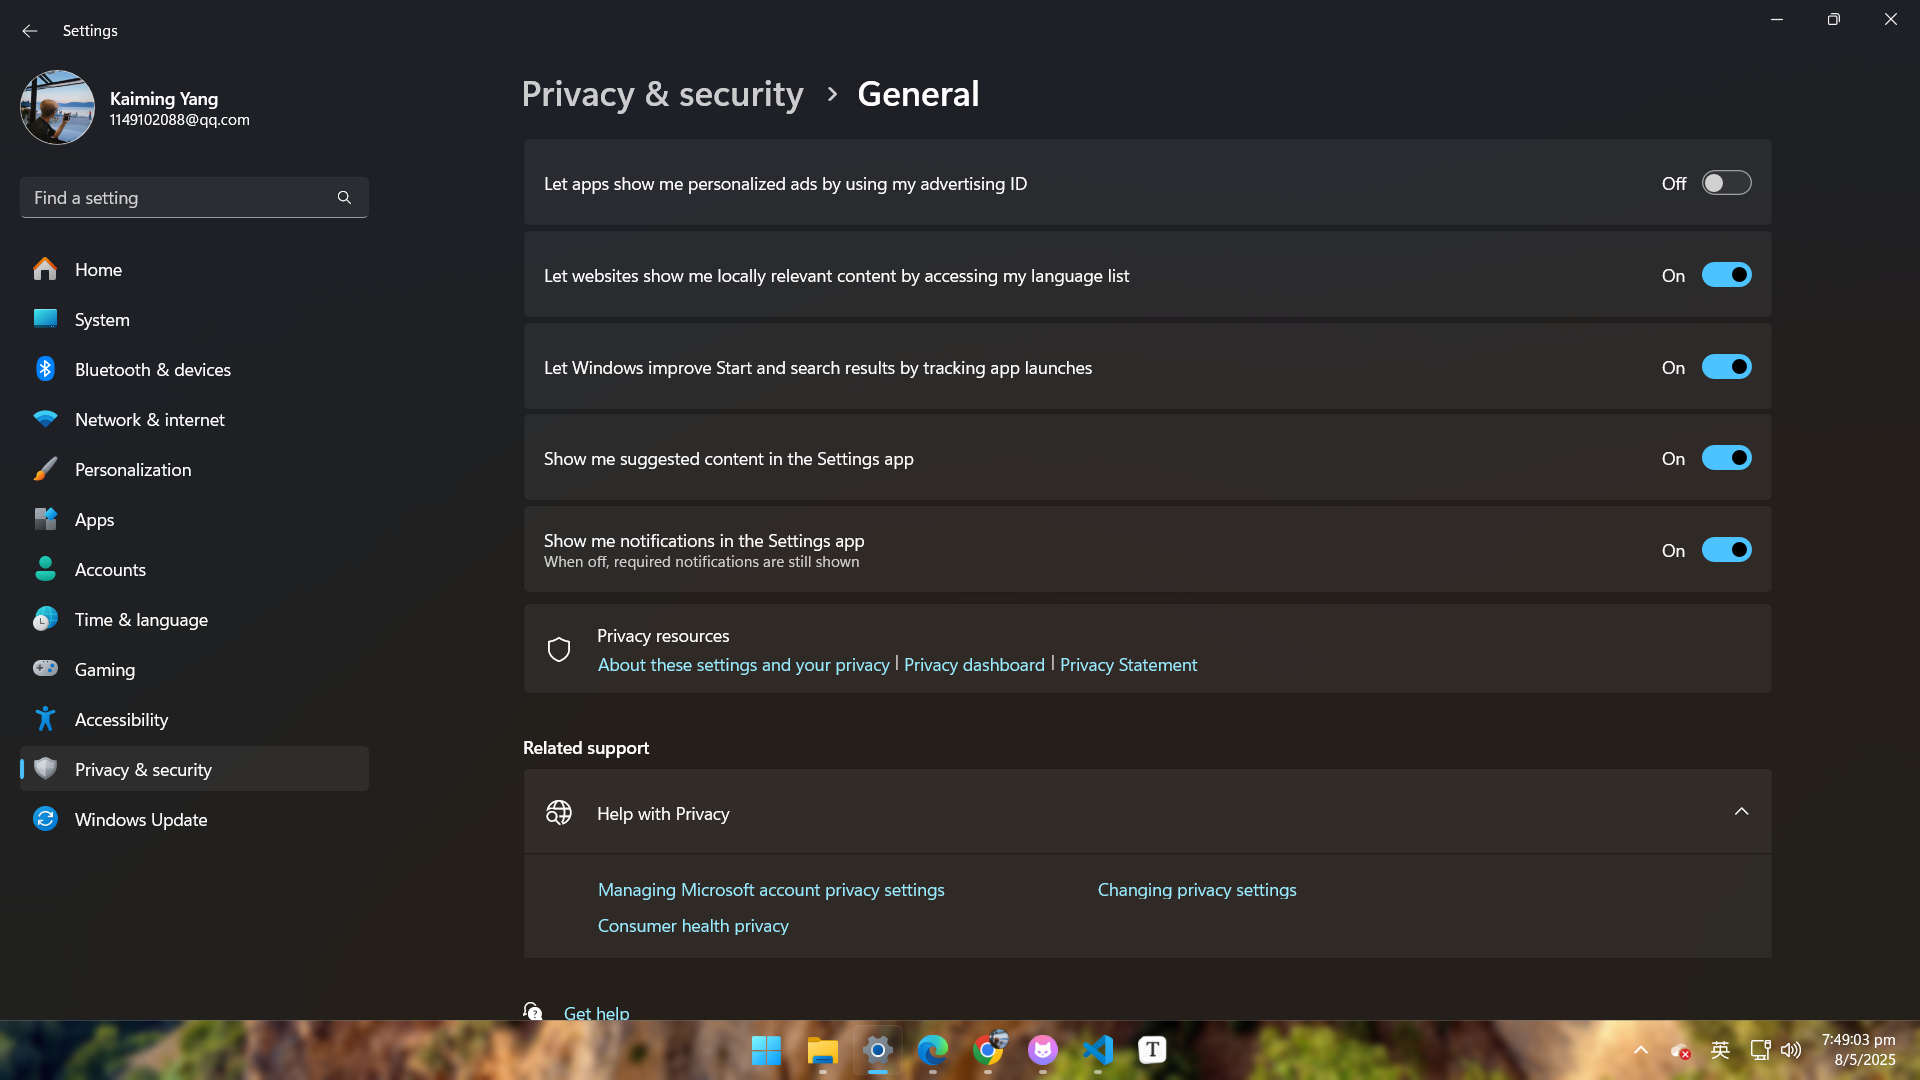 Settings
Kaiming Yang
1149102088@qq.com
Find a setting
Home
System
Bluetooth & devices
Network & internet
Personalization
Apps
Accounts
Time & language
Gaming
Accessibility
Privacy & security
Windows Update
Privacy & security > General
Let apps show me personalized ads by using my advertising ID Off
Let websites show me locally relevant content by accessing my language list On
Let Windows improve Start and search results by tracking app launches On
Show me suggested content in the Settings app On
Show me notifications in the Settings app On
When off, required notifications are still shown
Privacy resources
About these settings and your privacy | Privacy dashboard | Privacy Statement
Related support
Help with Privacy
Managing Microsoft account privacy settings Changing privacy settings
Consumer health privacy
Get help
T
英
7:49:03 pm
8/5/2025